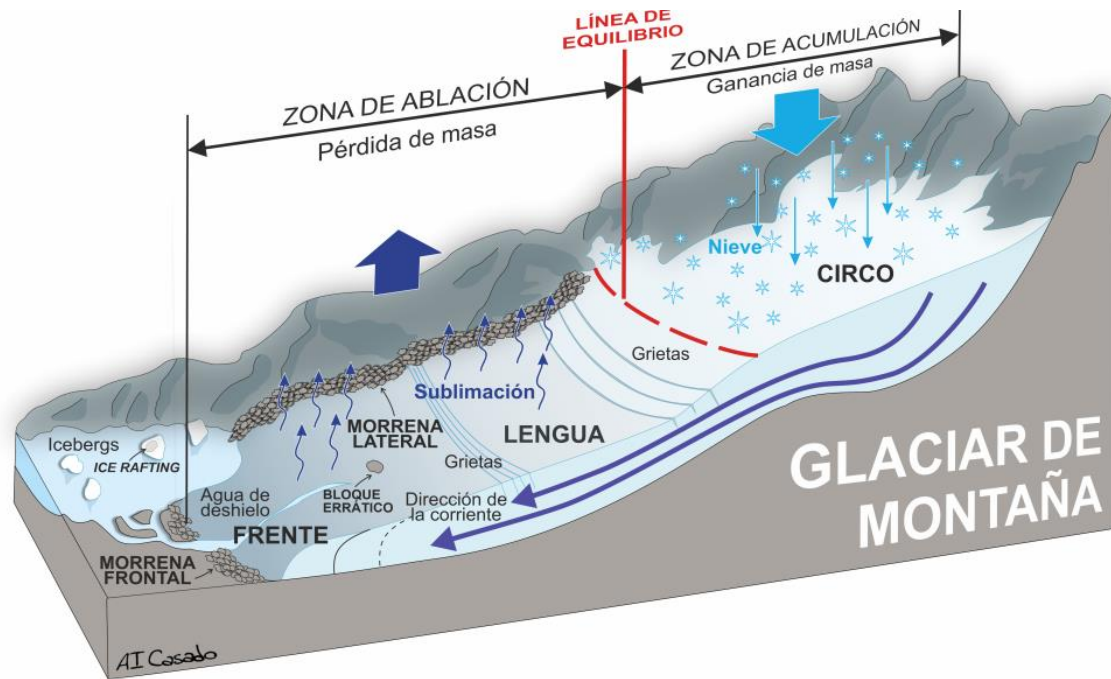 LÍNEA DE
EQUILIBRIO
ZONA DE ACUMULACIÓN
Ganancia de masa
ZONA DE ABLACIÓN
Pérdida de masa
Nieve
CIRCO
Grietas
Sublimación
MORRENA
LATERAL
LENGUA
Icebergs
ICE RAFTING
Grietas
Agua de
deshielo
BLOQUE
ERRÁTICO
Dirección de
la corriente
FRENTE
MORRENA
FRONTAL
GLACIAR DE
MONTAÑA
AI Casado